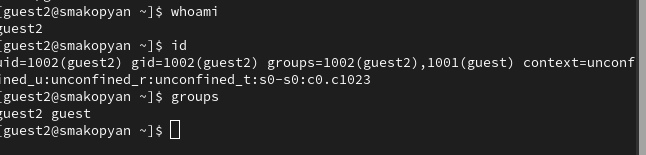 [guest2@smakopyan ~]$ whoami
guest2
[guest2@smakopyan ~]$ id
uid=1002(guest2) gid=1002(guest2) groups=1002(guest2),1001(guest) context=unconf
ined_u:unconfined_r:unconfined_t:s0-s0:c0.c1023
[guest2@smakopyan ~]$ groups
guest2 guest
[guest2@smakopyan ~]$